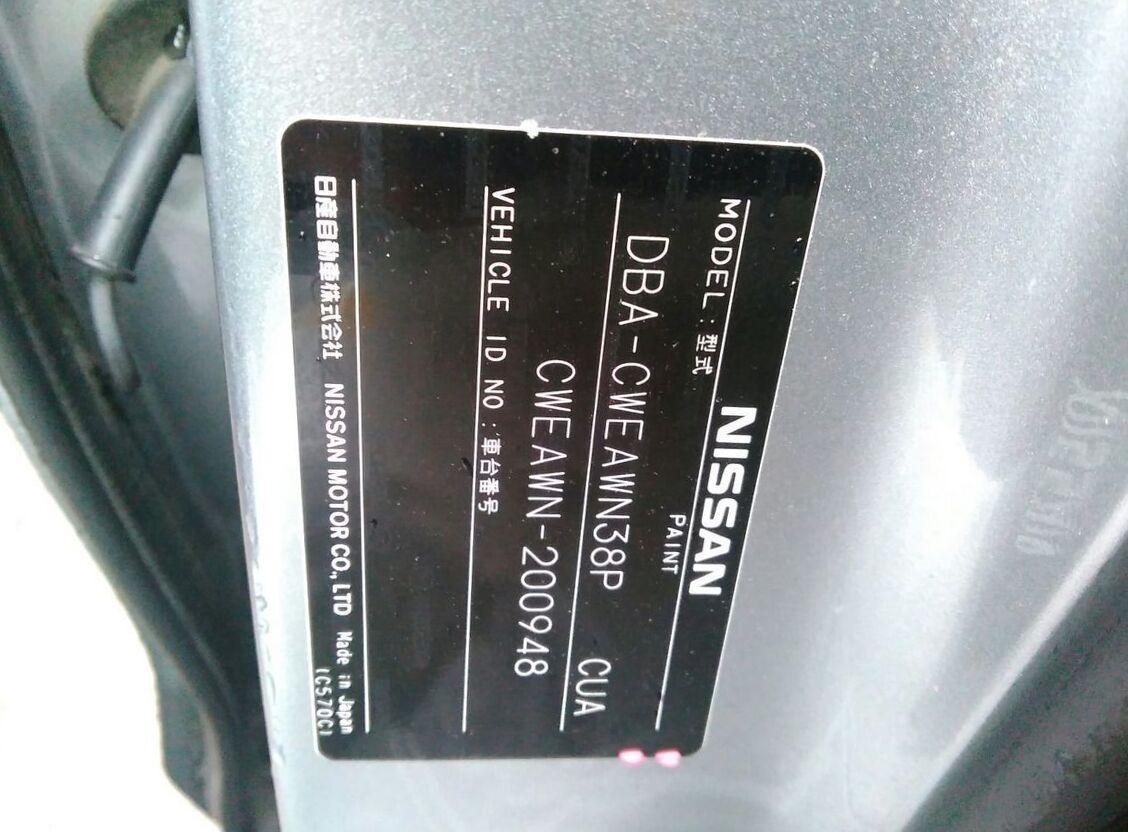 NISSAN
MODEL : 型式 PAINT
DBA-CWEAWN38P CUA
CWEAWN-200948
VEHICLE ID NO : 車台番号
日産自動車株式会社 NISSAN MOTOR CO., LTD Made in Japan
(C570C)